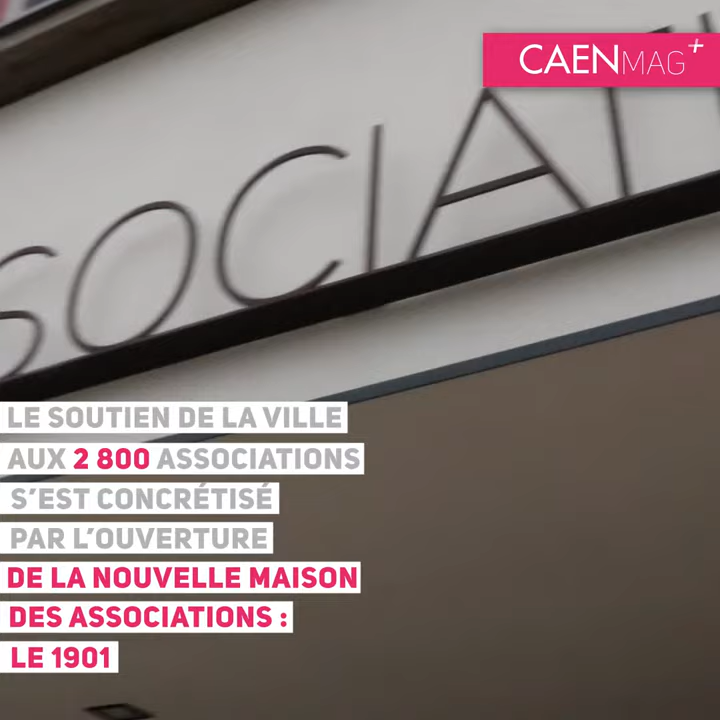 CAENMAG+
SOCIATI
LE SOUTIEN DE LA VILLE
AUX 2 800 ASSOCIATIONS
S'EST CONCRÉTISÉ
PAR L'OUVERTURE
DE LA NOUVELLE MAISON
DES ASSOCIATIONS :
LE 1901